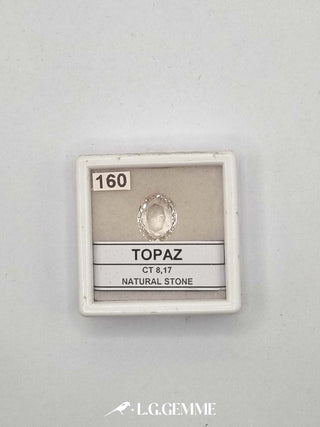 160
TOPAZ
CT 8,17
NATURAL STONE
L.G.GEMME